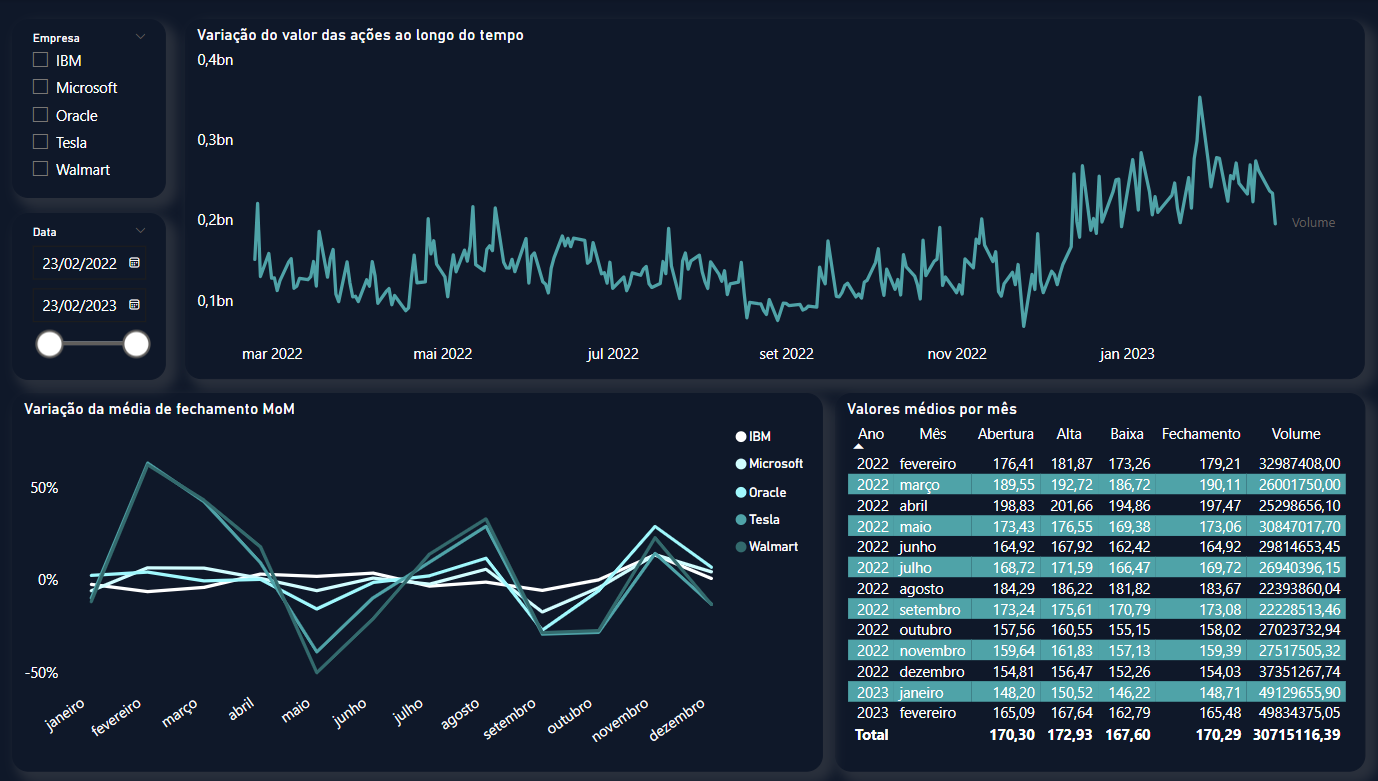 Empresa
IBM
Microsoft
Oracle
Tesla
Walmart
Data
23/02/2022
23/02/2023
Variação do valor das ações ao longo do tempo
0,4bn
0,3bn
0,2bn
0,1bn
mar 2022 mai 2022 jul 2022 set 2022 nov 2022 jan 2023
Volume
Variação da média de fechamento MoM
50%
0%
-50%
janeiro fevereiro março abril maio junho julho agosto setembro outubro novembro dezembro
IBM
Microsoft
Oracle
Tesla
Walmart
Valores médios por mês
Ano Mês Abertura Alta Baixa Fechamento Volume
2022 fevereiro 176,41 181,87 173,26 179,21 32987408,00
2022 março 189,55 192,72 186,72 190,11 26001750,00
2022 abril 198,83 201,66 194,86 197,47 25298656,10
2022 maio 173,43 176,55 169,38 173,06 30847017,70
2022 junho 164,92 167,92 162,42 164,92 29814653,45
2022 julho 168,72 171,59 166,47 169,72 26940396,15
2022 agosto 184,29 186,22 181,82 183,67 22393860,04
2022 setembro 173,24 175,61 170,79 173,08 22228513,46
2022 outubro 157,56 160,55 155,15 158,02 27023732,94
2022 novembro 159,64 161,83 157,13 159,39 27517505,32
2022 dezembro 154,81 156,47 152,26 154,03 37351267,74
2023 janeiro 148,20 150,52 146,22 148,71 49129655,90
2023 fevereiro 165,09 167,64 162,79 165,48 49834375,05
Total 170,30 172,93 167,60 170,29 30715116,39